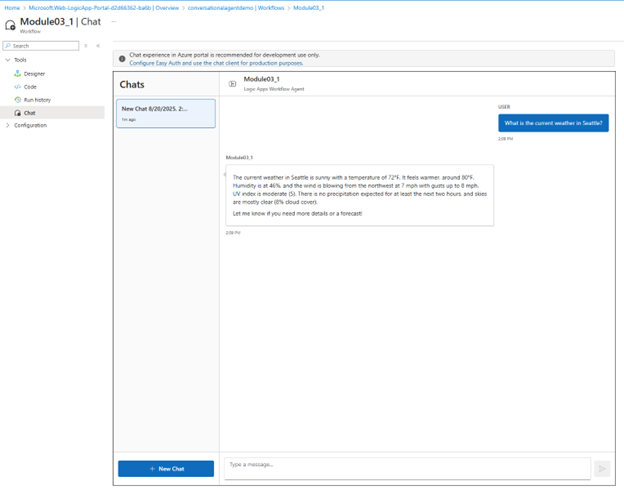 Home > Microsoft.Web-LogicApp-Portal-d2d66362-ba6b | Overview > conversationalagentdemo | Workflows > Module03_1
Module03_1 | Chat ...
Workflow
Search
Tools
Designer
Code
Run history
Chat
Configuration
Chat experience in Azure portal is recommended for development use only.
Configure Easy Auth and use the chat client for production purposes.
Chats
New Chat 8/20/2025, 2:...
1m ago
+ New Chat
Module03_1
Logic Apps Workflow Agent
USER
What is the current weather in Seattle?
2:58 PM
Module03_1
The current weather in Seattle is sunny with a temperature of 72°F. It feels warmer, around 80°F.
Humidity is at 46%, and the wind is blowing from the northwest at 7 mph with gusts up to 8 mph.
UV index is moderate (5). There is no precipitation expected for at least the next two hours, and skies
are mostly clear (8% cloud cover).
Let me know if you need more details or a forecast!
2:58 PM
Type a message...